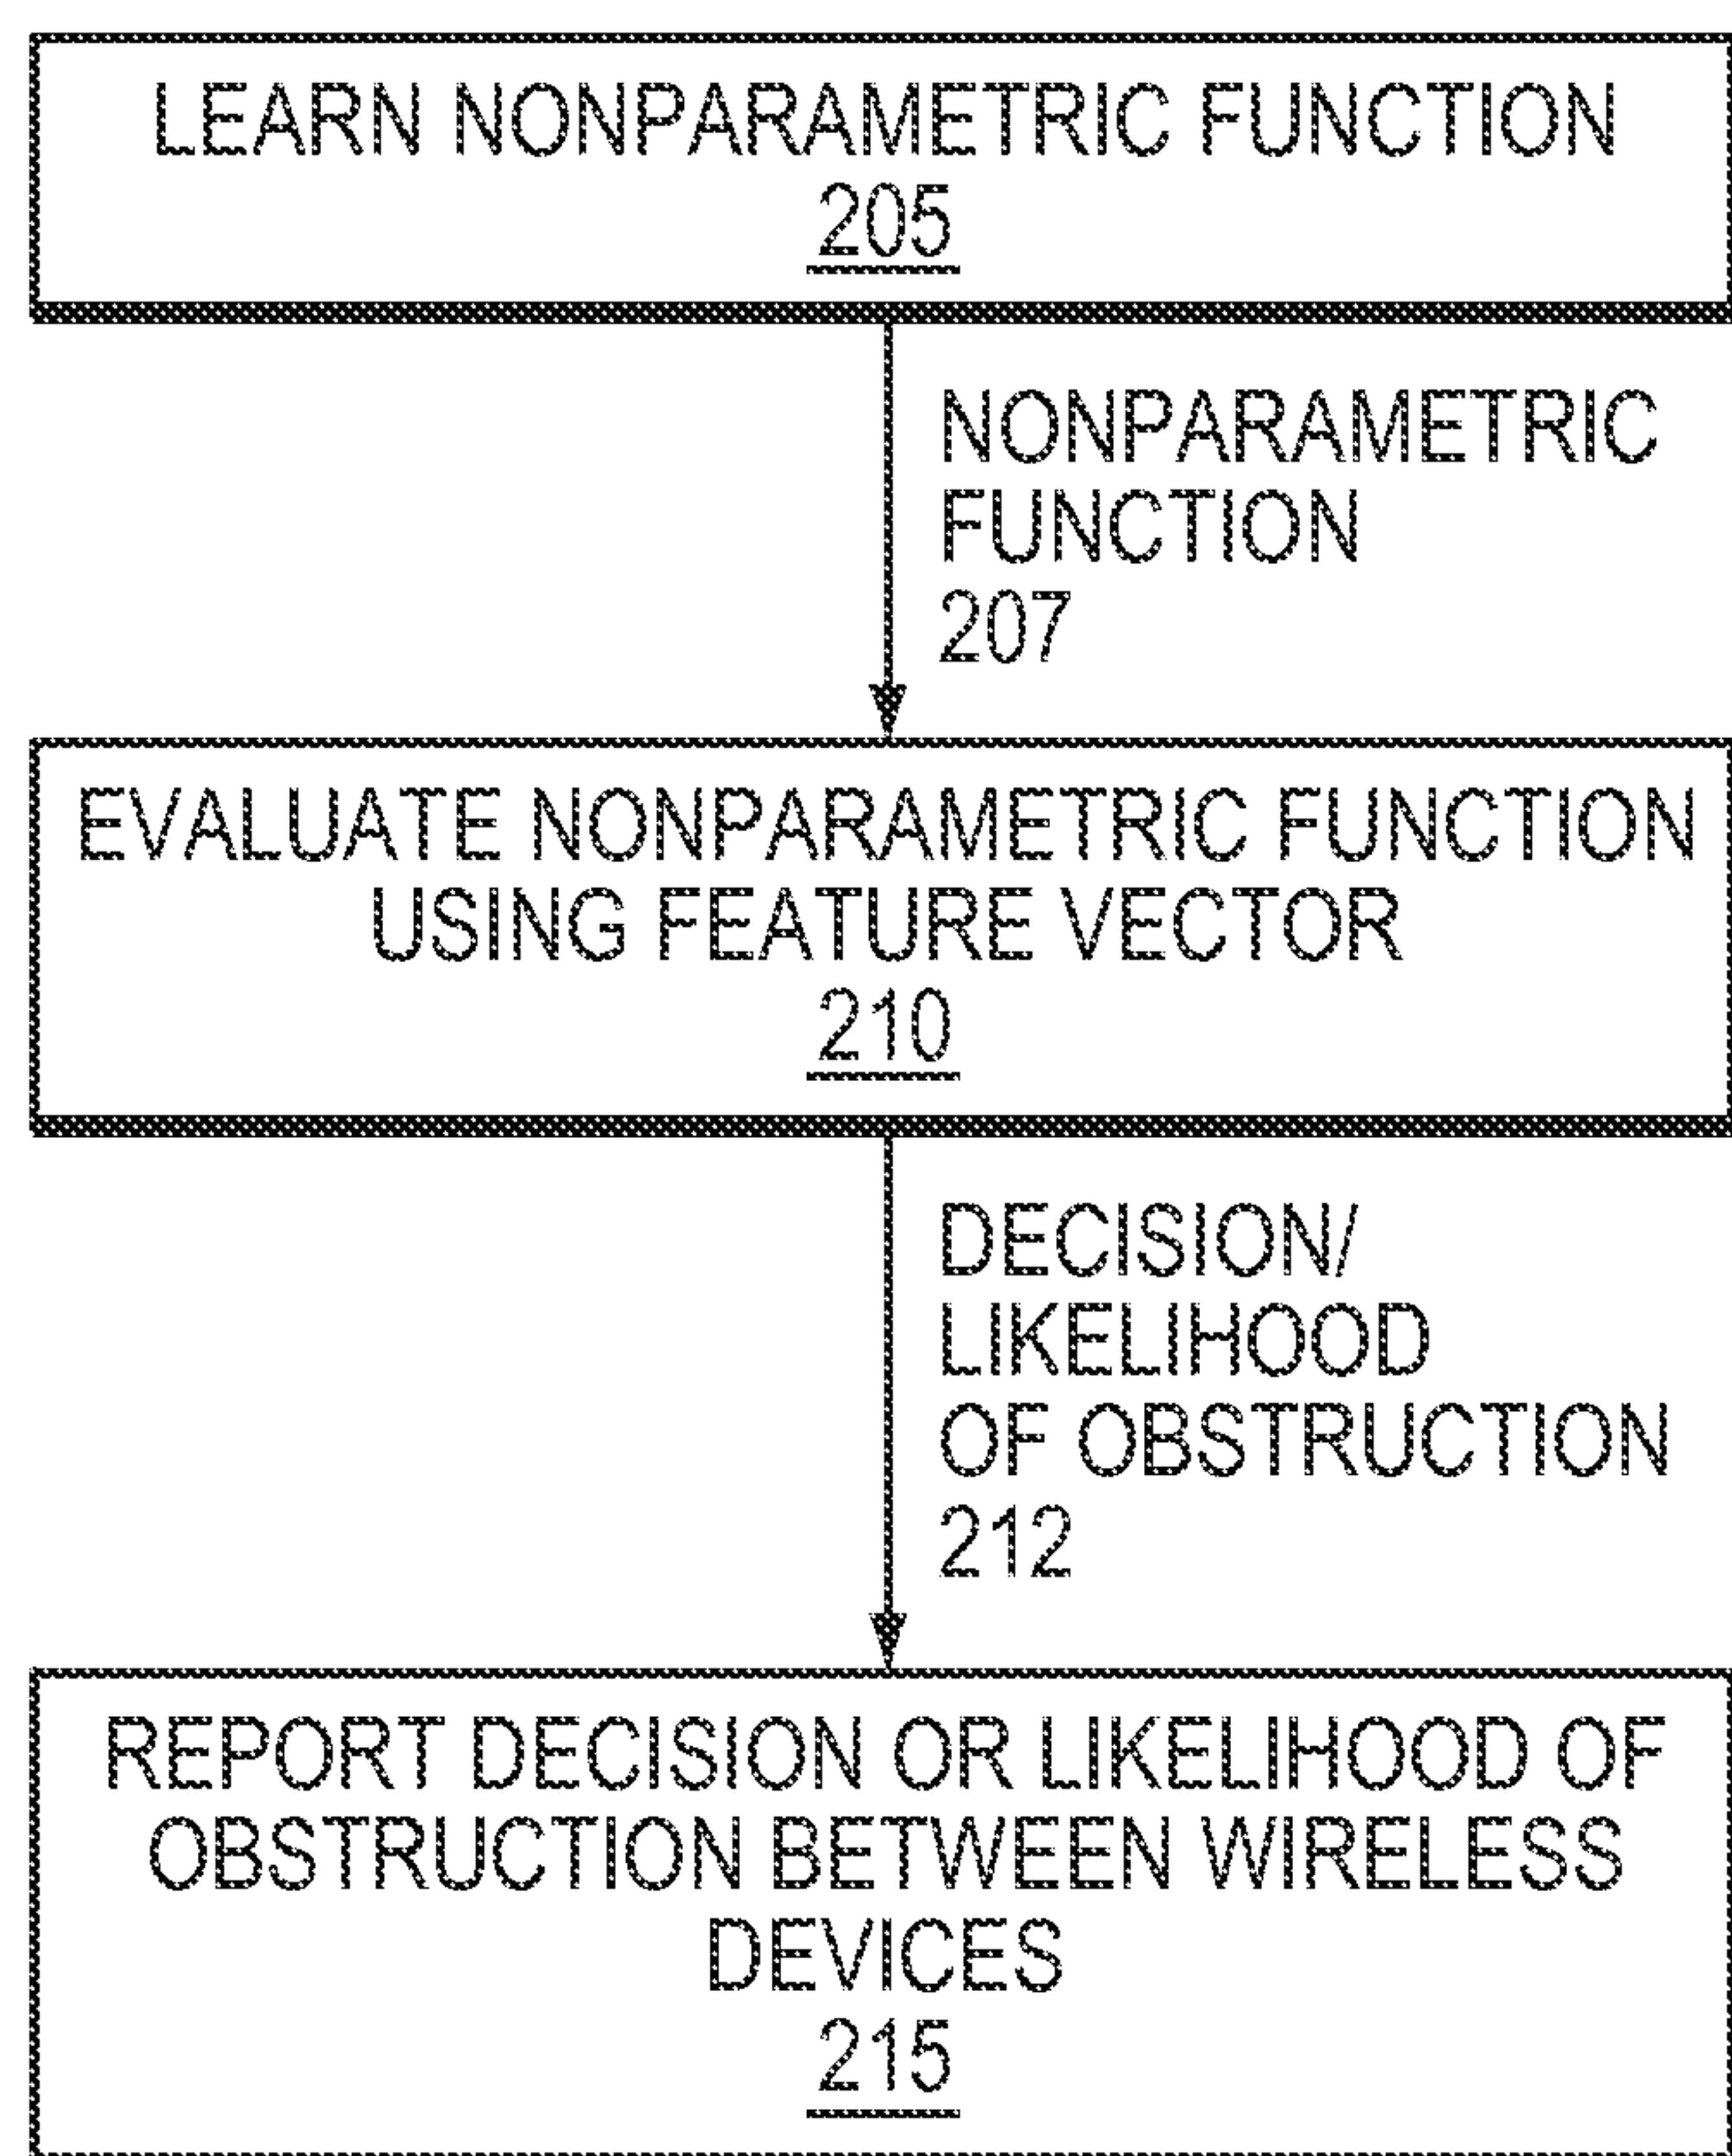 LEARN NONPARAMETRIC FUNCTION
205
NONPARAMETRIC
FUNCTION
207
EVALUATE NONPARAMETRIC FUNCTION
USING FEATURE VECTOR
210
DECISION/
LIKELIHOOD
OF OBSTRUCTION
212
REPORT DECISION OR LIKELIHOOD OF
OBSTRUCTION BETWEEN WIRELESS
DEVICES
215